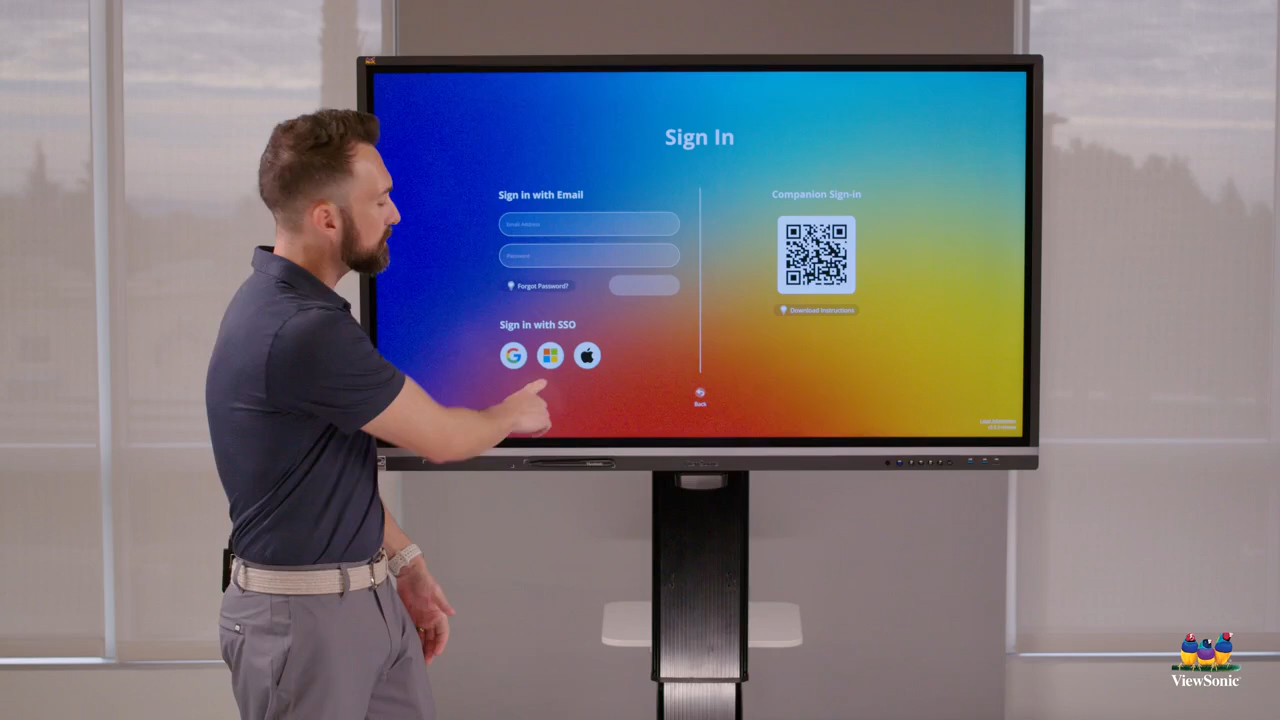 Sign In
Sign in with Email
Email Address
Password
Forgot Password?
Sign in with SSO
Companion Sign-in
Download Instructions
Back
ViewSonic